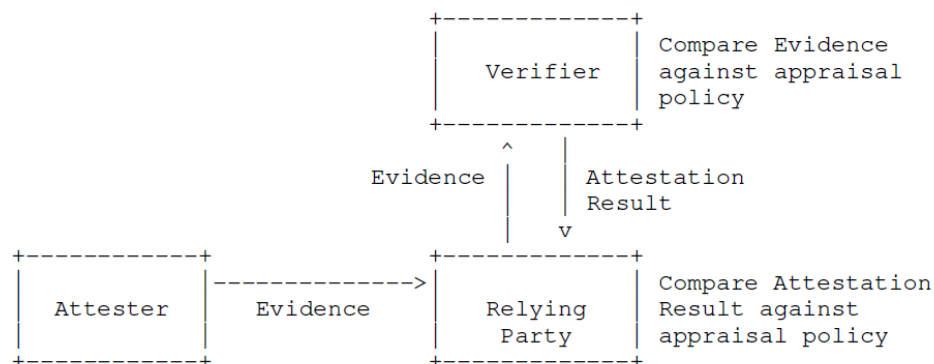 Verifier
Compare Evidence
against appraisal
policy
Evidence
Attestation
Result
Attester
Evidence
Relying
Party
Compare Attestation
Result against
appraisal policy